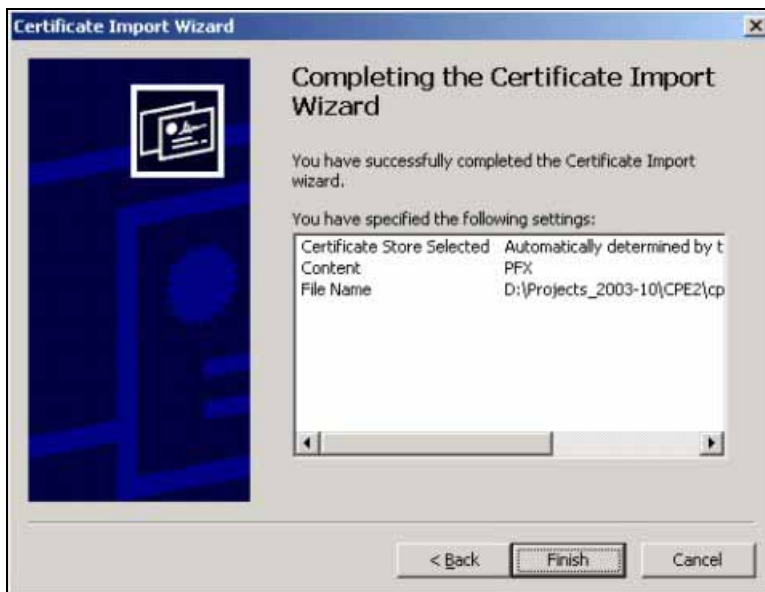 Certificate Import Wizard
Completing the Certificate Import
Wizard
You have successfully completed the Certificate Import
wizard.
You have specified the following settings:
Certificate Store Selected Automatically determined by t
Content PFX
File Name D:\Projects_2003-10\CPE2\cp
< Back Finish Cancel